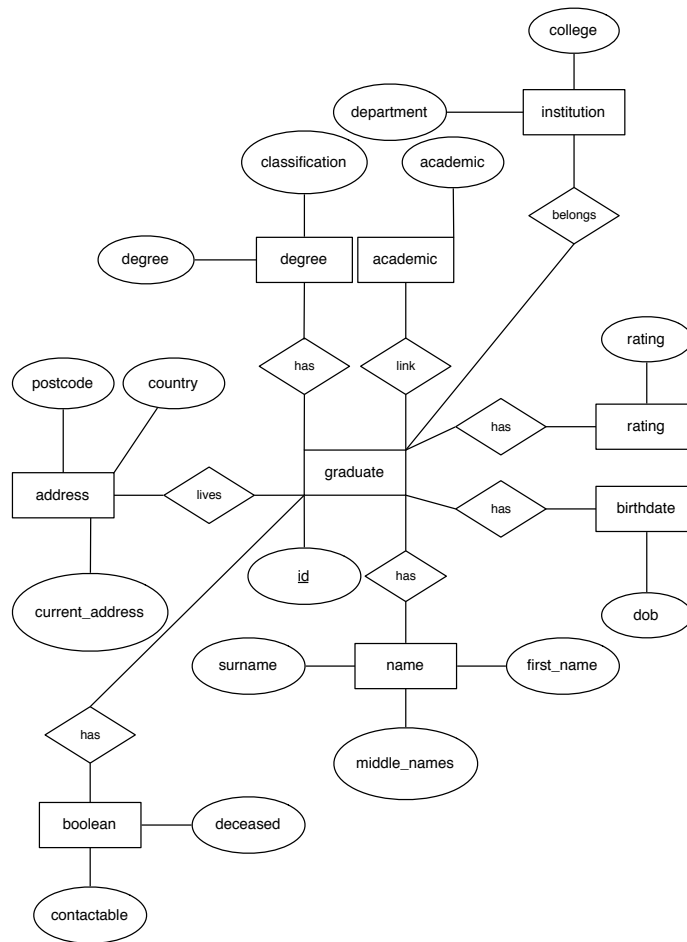 college
department
institution
classification
academic
belongs
degree
degree
academic
rating
has
link
postcode
country
has
rating
graduate
address
lives
has
birthdate
id
has
current_address
dob
surname
name
first_name
has
middle_names
boolean
deceased
contactable